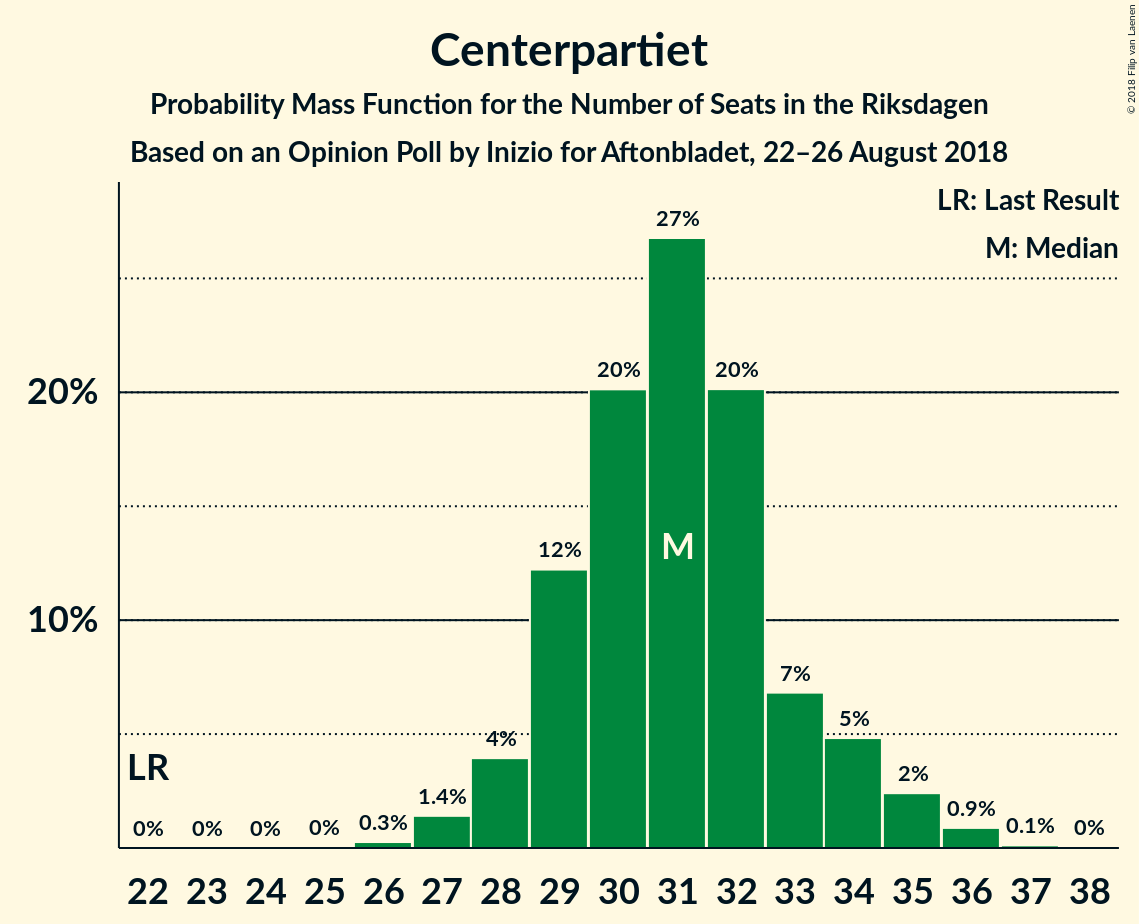 Centerpartiet
Probability Mass Function for the Number of Seats in the Riksdagen
Based on an Opinion Poll by Inizio for Aftonbladet, 22–26 August 2018
© 2018 Filip van Laenen
LR: Last Result
M: Median
20%
10%
LR
M
0%
0%
0%
0%
0.3%
1.4%
4%
12%
20%
27%
20%
7%
5%
2%
0.9%
0.1%
0%
22 23 24 25 26 27 28 29 30 31 32 33 34 35 36 37 38